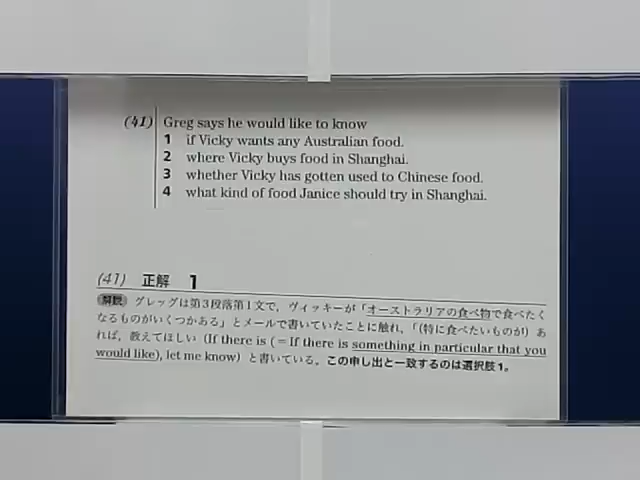 (41) Greg says he would like to know
1 if Vicky wants any Australian food.
2 where Vicky buys food in Shanghai.
3 whether Vicky has gotten used to Chinese food.
4 what kind of food Janice should try in Shanghai.
(41) 正解 1
解説 グレッグは第3段落第1文で，ヴィッキーが「オーストラリアの食べ物で食べたく
なるものがいくつかある」とメールで書いていたことに触れ，「(特に食べたいものが) あ
れば，教えてほしい (If there is (=If there is something in particular that you
would like), let me know) と書いている。この申し出と一致するのは選択肢1。